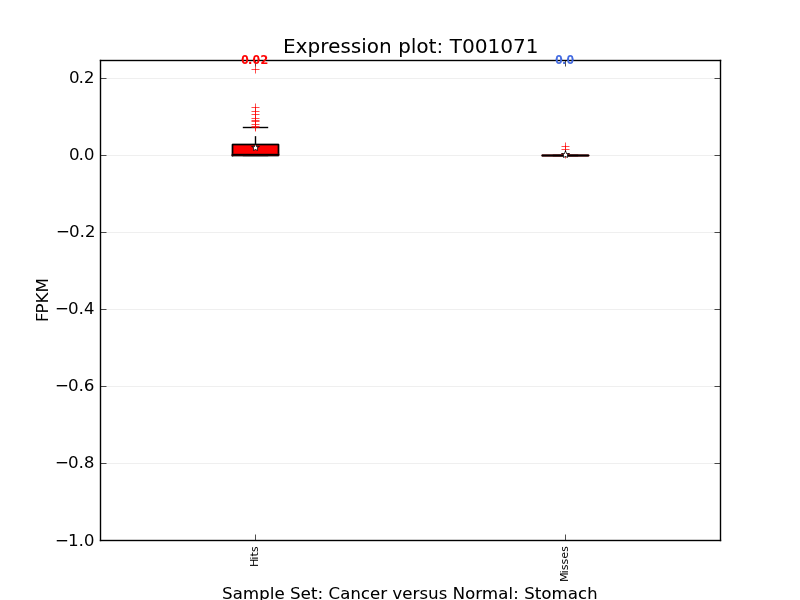 Expression plot: T001071
0.02 0.0
0.2
0.0
−0.2
−0.4
−0.6
−0.8
−1.0
FPKM
Hits Misses
Sample Set: Cancer versus Normal: Stomach